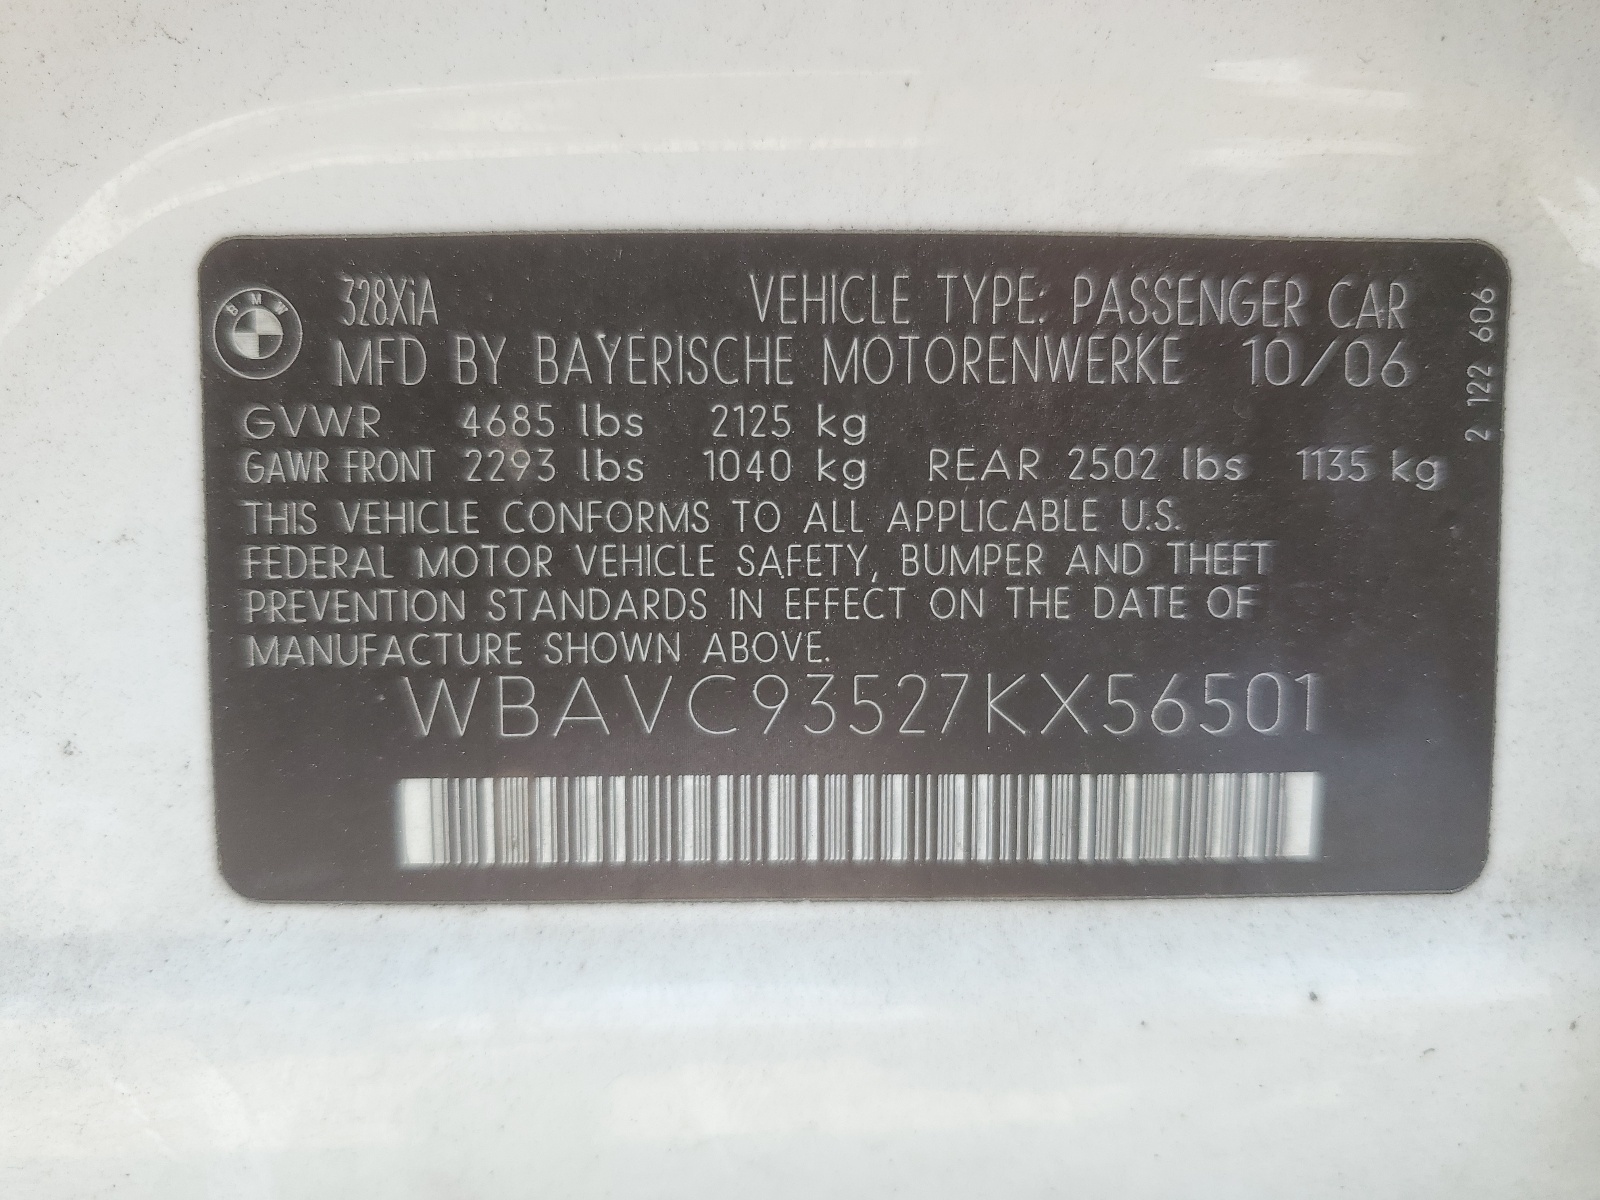 BMW
328XiA VEHICLE TYPE: PASSENGER CAR
MFD BY BAYERISCHE MOTORENWERKE 10/06
GVWR 4685 lbs 2125 kg
GAWR FRONT 2293 lbs 1040 kg REAR 2502 lbs 1135 kg
THIS VEHICLE CONFORMS TO ALL APPLICABLE U.S.
FEDERAL MOTOR VEHICLE SAFETY, BUMPER AND THEFT
PREVENTION STANDARDS IN EFFECT ON THE DATE OF
MANUFACTURE SHOWN ABOVE.
WBAVC93527KX56501
2 122 606